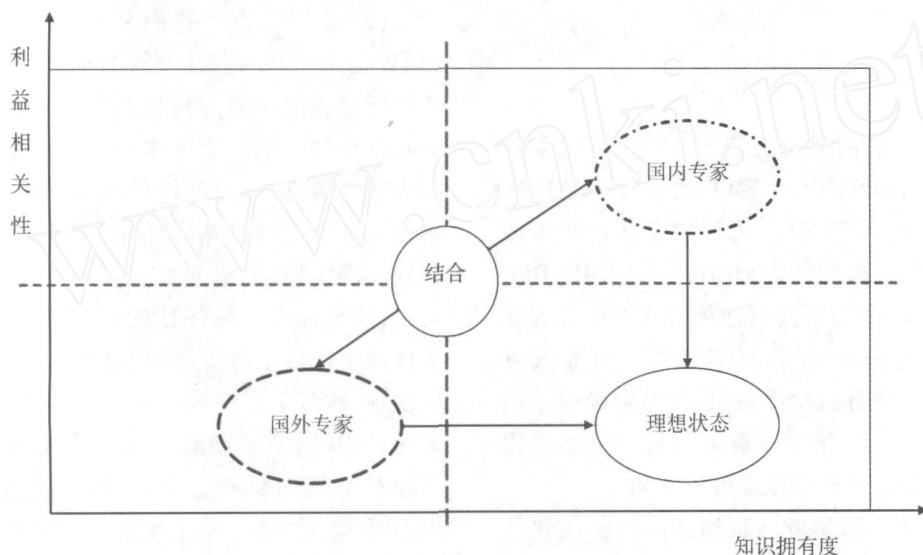 利益相关性
国内专家
结合
国外专家
理想状态
知识拥有度
www.cnki.net